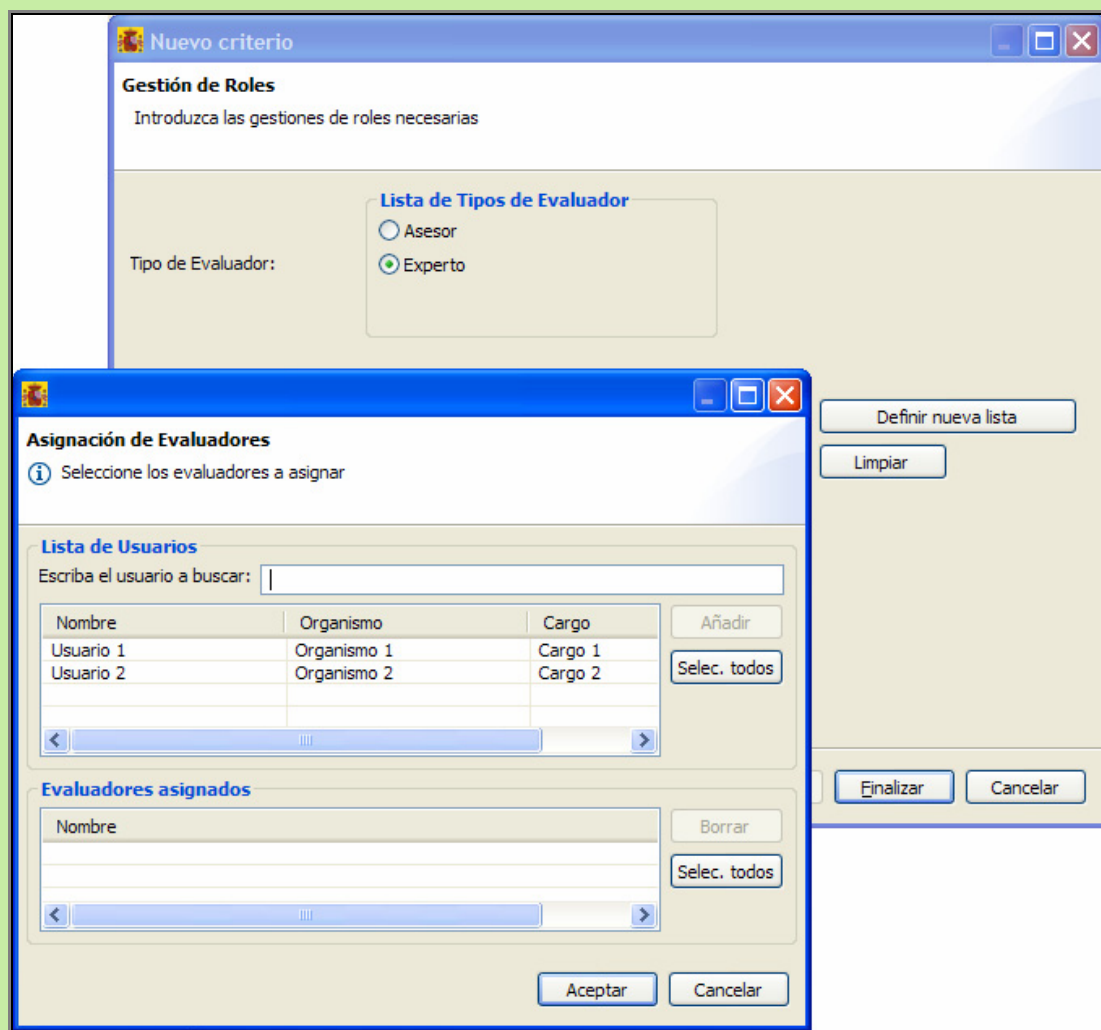 Nuevo criterio
Gestión de Roles
Introduzca las gestiones de roles necesarias
Lista de Tipos de Evaluador
Asesor
Tipo de Evaluador:
Experto
Definir nueva lista
Limpiar
Finalizar
Cancelar
Asignación de Evaluadores
Seleccione los evaluadores a asignar
Lista de Usuarios
Escriba el usuario a buscar:
Nombre Organismo Cargo
Añadir
Usuario 1 Organismo 1 Cargo 1
Usuario 2 Organismo 2 Cargo 2
Selec. todos
Evaluadores asignados
Nombre
Borrar
Selec. todos
Aceptar
Cancelar